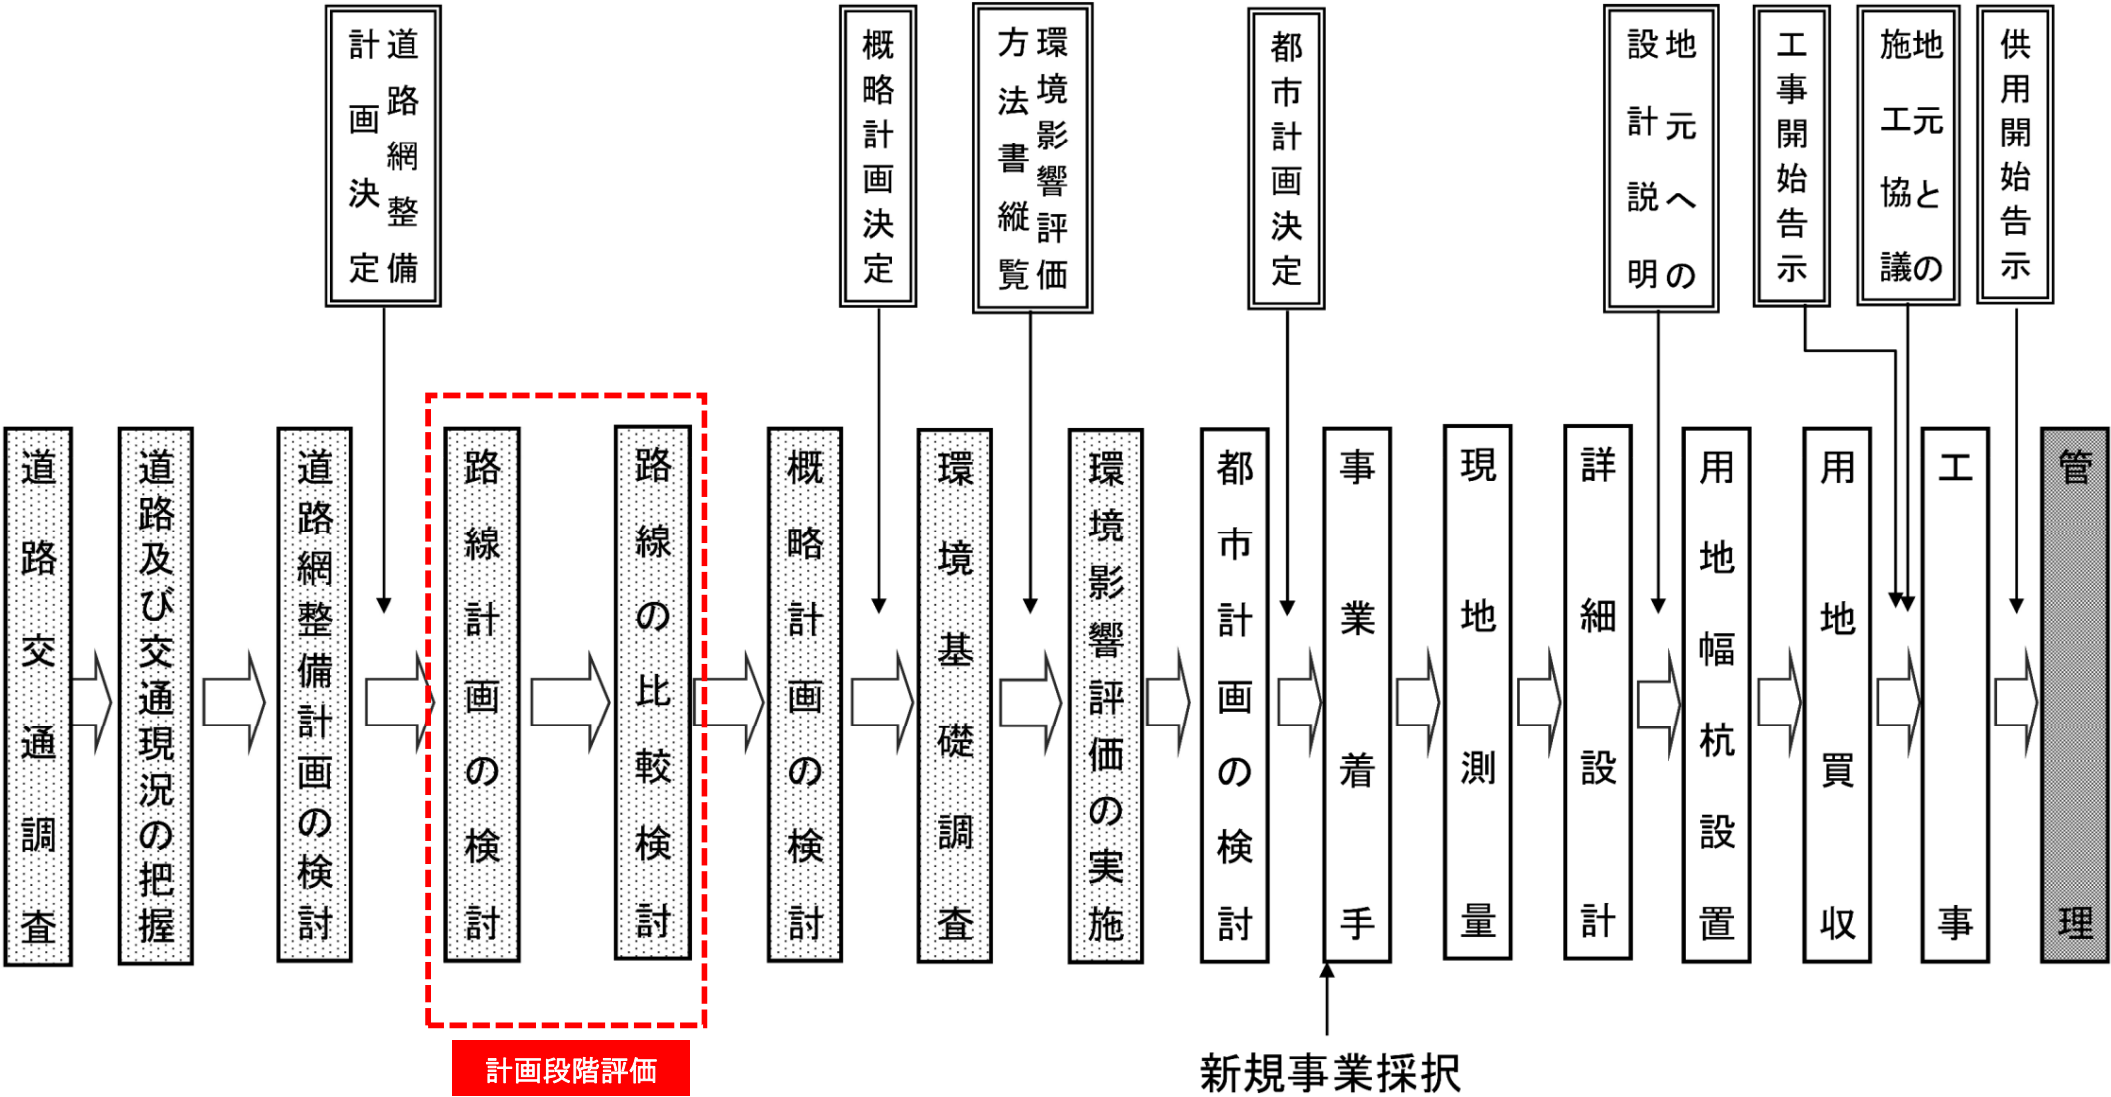 道路網整備
計画決定
概略計画決定
環境影響評価
方法書縦覧
都市計画決定
地元への
設計説明
工事開始告示
地元との
施工協議
供用開始告示
道路交通調査
道路及び交通現況の把握
道路網整備計画の検討
路線計画の検討
路線の比較検討
概略計画の検討
環境基礎調査
環境影響評価の実施
都市計画の検討
事業着手
現地測量
詳細設計
用地幅杭設置
用地買収
工事
管理
計画段階評価
新規事業採択